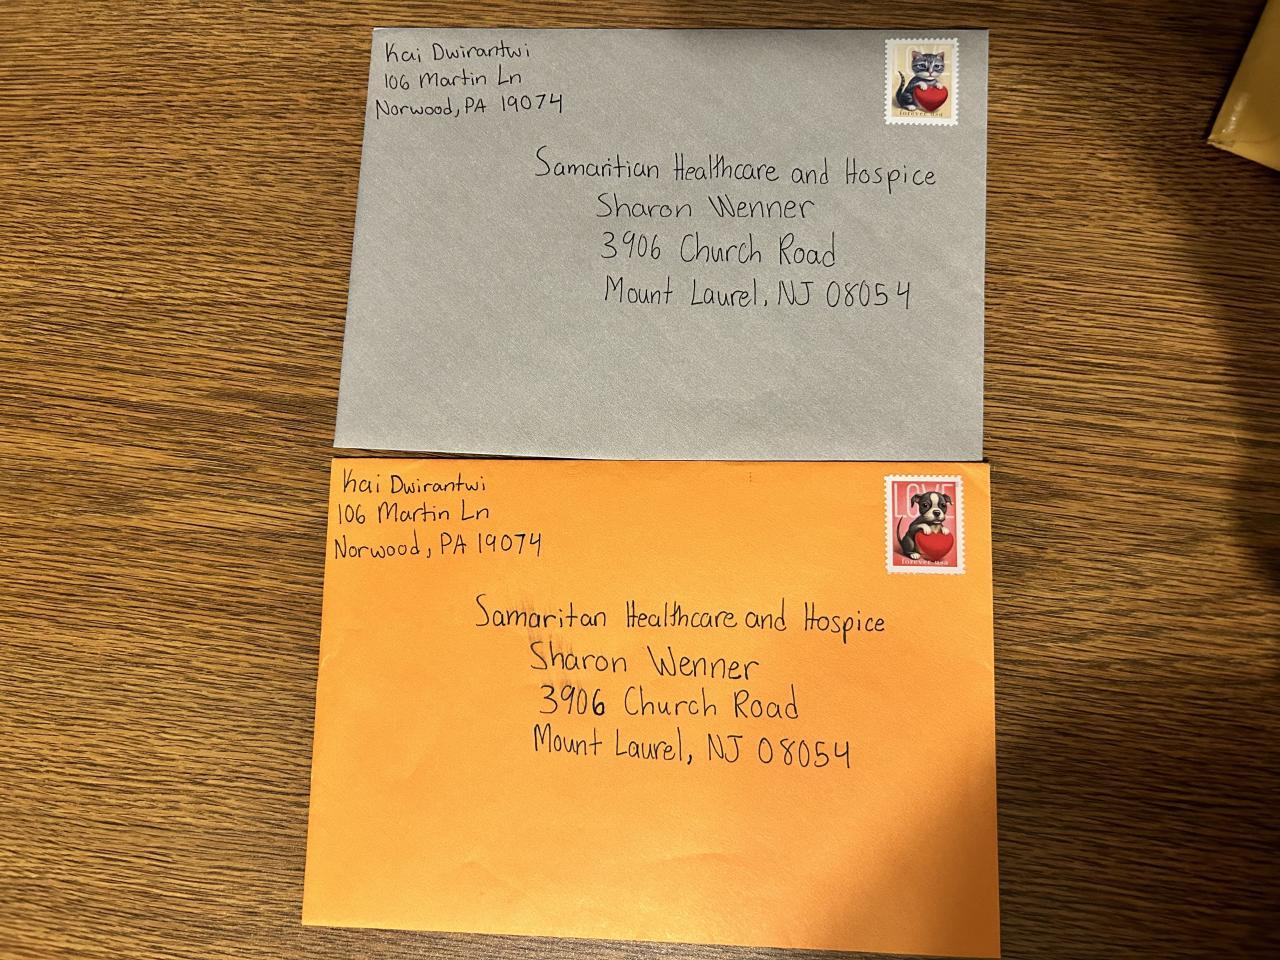 Kai Dwirantwi
106 Martin Ln
Norwood, PA 19074
LOVE
forever usa
Samaritian Healthcare and Hospice
Sharon Wenner
3906 Church Road
Mount Laurel, NJ 08054
Kai Dwirantwi
106 Martin Ln
Norwood, PA 19074
LOVE
forever usa
Samaritan Healthcare and Hospice
Sharon Wenner
3906 Church Road
Mount Laurel, NJ 08054